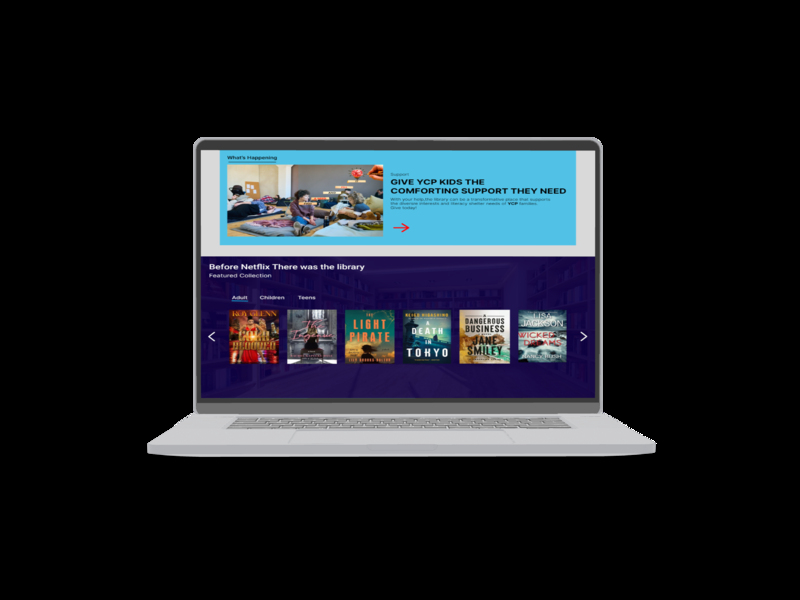 What's Happening
Support
GIVE YCP KIDS THE
COMFORTING SUPPORT THEY NEED
With your help,the library can be a transformative place that supports
the discrete interests and literacy shelter needs of YCP families.
Give today!
Before Netflix There was the library
Featured Collection
Adult Children Teens
THE
LIGHT
PIRATE
A
DEATH
IN
TOKYO
A
DANGEROUS
BUSINESS
JANE
SMILEY
LISA
JACKSON
WICKED
DREAMS
NANCY BUSH